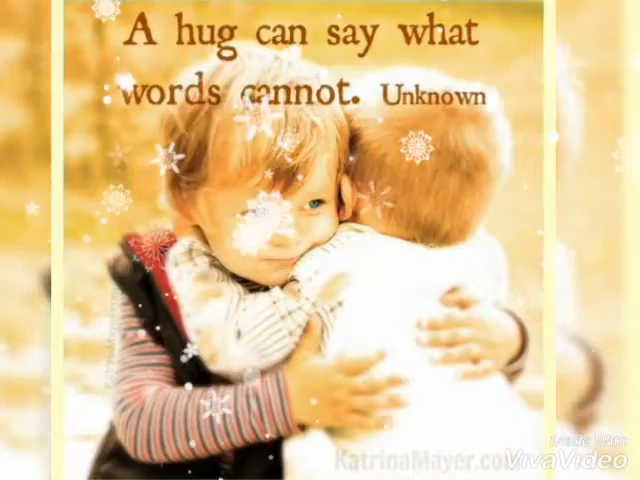 A hug can say what
words cannot. Unknown
KatrinaMayer.com
Made With
VivaVideo